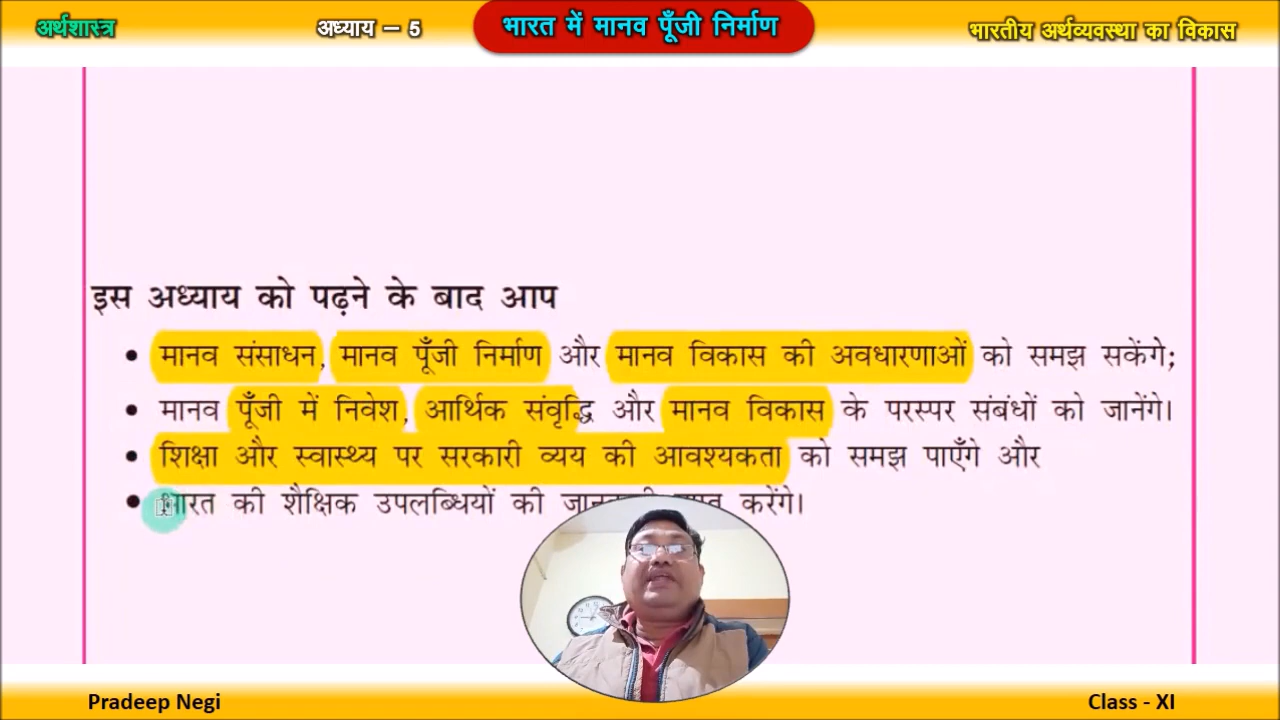 अर्थशास्त्र
अध्याय – 5
भारत में मानव पूँजी निर्माण
भारतीय अर्थव्यवस्था का विकास
इस अध्याय को पढ़ने के बाद आप
• मानव संसाधन, मानव पूँजी निर्माण और मानव विकास की अवधारणाओं को समझ सकेंगे;
• मानव पूँजी में निवेश, आर्थिक संवृद्धि और मानव विकास के परस्पर संबंधों को जानेंगे।
• शिक्षा और स्वास्थ्य पर सरकारी व्यय की आवश्यकता को समझ पाएँगे और
• भारत की शैक्षिक उपलब्धियों की करेंगे।
Pradeep Negi
Class - XI